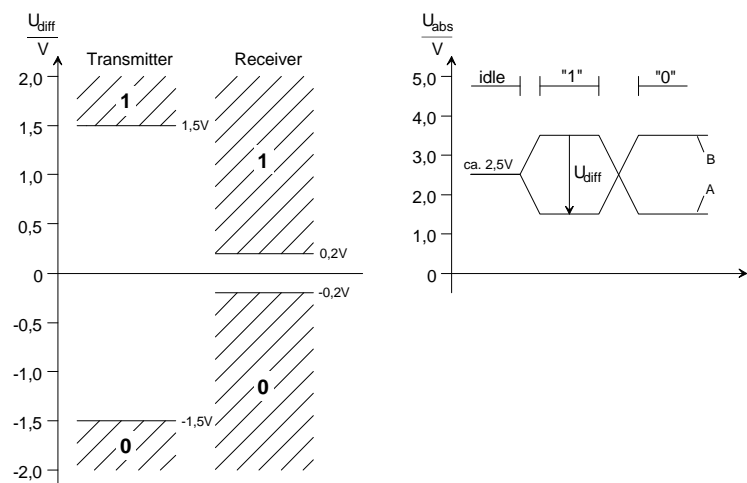 U_diff
V
Transmitter
Receiver
2,0
1,5
1,0
0,5
0
-0,5
-1,0
-1,5
-2,0
1
1,5V
1
0,2V
-0,2V
0
-1,5V
0
U_abs
V
idle
"1"
"0"
5,0
4,0
3,0
2,0
1,0
0
ca. 2,5V
U_diff
B
A